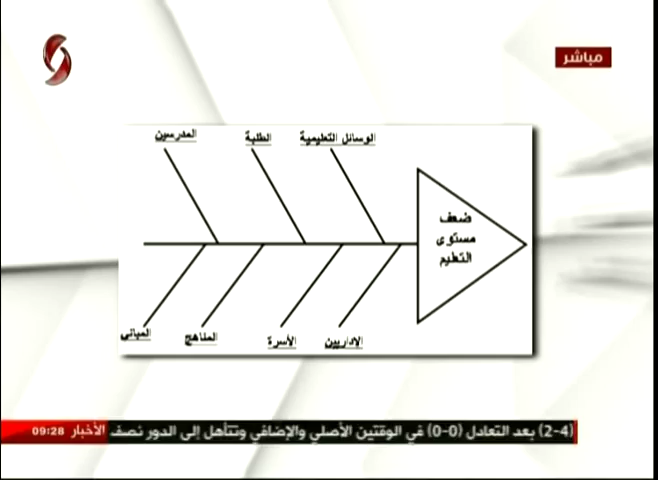 مباشر
المدرسين
الطلبة
الوسائل التعليمية
ضعف
مستوى
التعليم
المباني
المناهج
الأسرة
الإداريين
(4-2) بعد التعادل (0-0) في الوقتين الأصلي والإضافي وتتأهل إلى الدور نصف
الأخبار
09:28